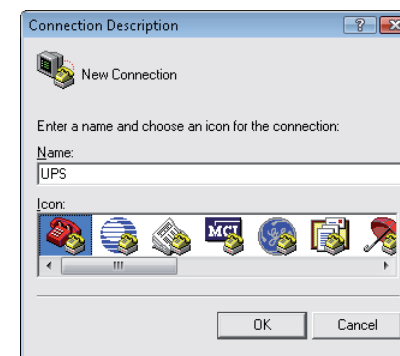 Connection Description
New Connection
Enter a name and choose an icon for the connection:
Name:
UPS
Icon:
MCI
OK
Cancel